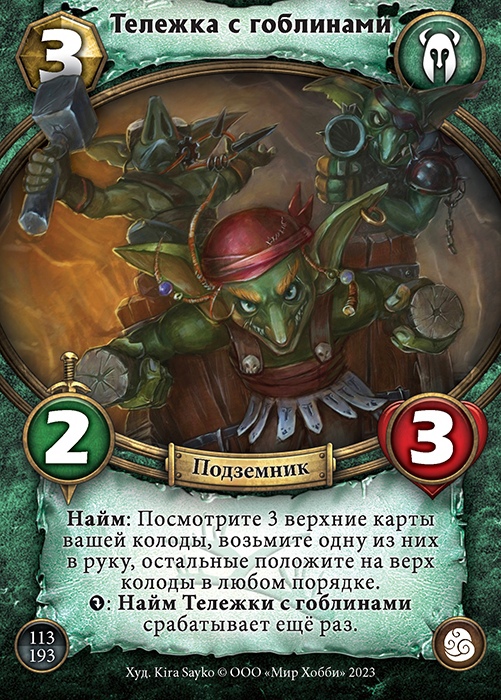 Тележка с гоблинами
3
2
3
Подземник
Найм: Посмотрите 3 верхние карты
вашей колоды, возьмите одну из них
в руку, остальные положите на верх
колоды в любом порядке.
: Найм Тележки с гоблинами
срабатывает ещё раз.
113
193
Худ. Kira Sayko © ООО «Мир Хобби» 2023